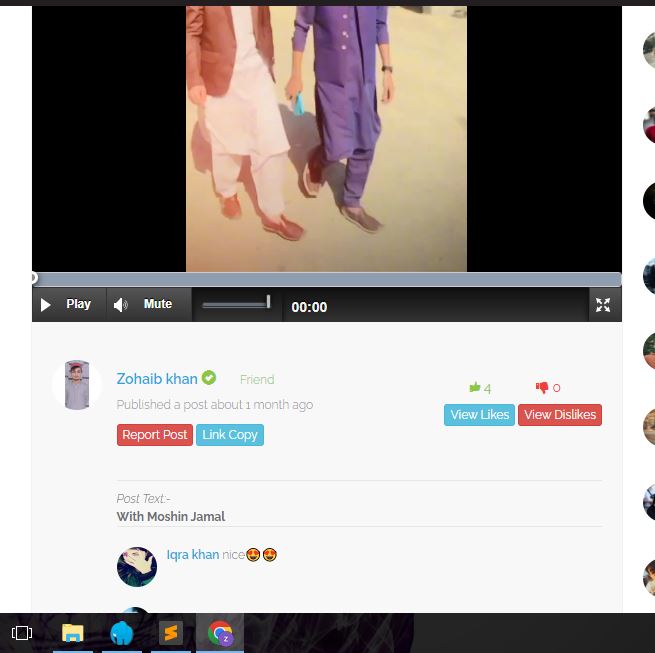 Play Mute 00:00
Zohaib khan Friend
4 0
Published a post about 1 month ago
View Likes View Dislikes
Report Post Link Copy
Post Text:-
With Moshin Jamal
Iqra khan nice😍😍
z